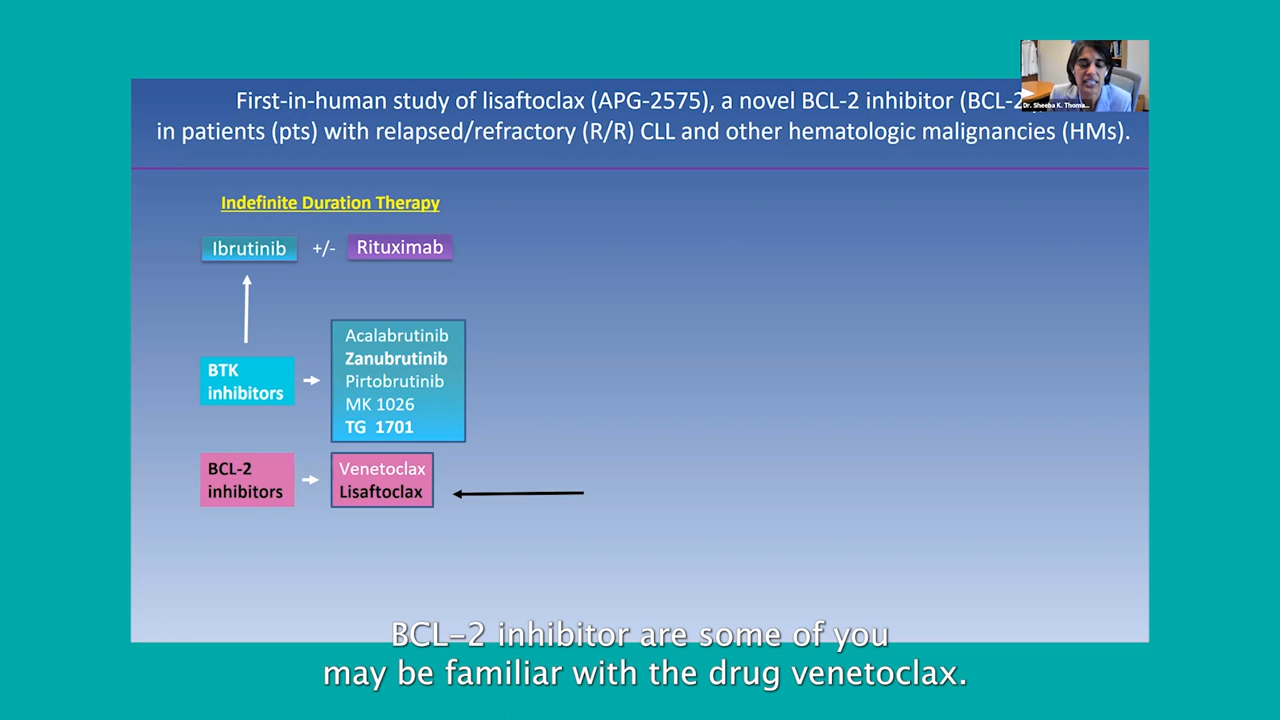 First-in-human study of lisaftoclax (APG-2575), a novel BCL-2 inhibitor (BCL-2
in patients (pts) with relapsed/refractory (R/R) CLL and other hematologic malignancies (HMs).
Dr. Sheeba K. Thoma...
Indefinite Duration Therapy
Ibrutinib +/- Rituximab
BTK
inhibitors
Acalabrutinib
Zanubrutinib
Pirtobrutinib
MK 1026
TG 1701
BCL-2
inhibitors
Venetoclax
Lisaftoclax
BCL-2 inhibitor are some of you
may be familiar with the drug venetoclax.